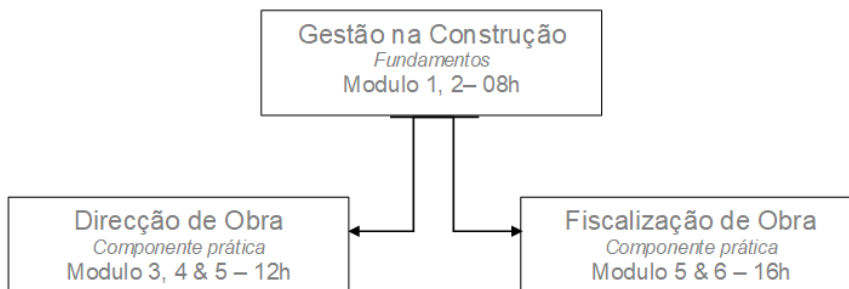 Gestão na Construção
Fundamentos
Modulo 1, 2– 08h
Direcção de Obra
Componente prática
Modulo 3, 4 & 5 – 12h
Fiscalização de Obra
Componente prática
Modulo 5 & 6 – 16h